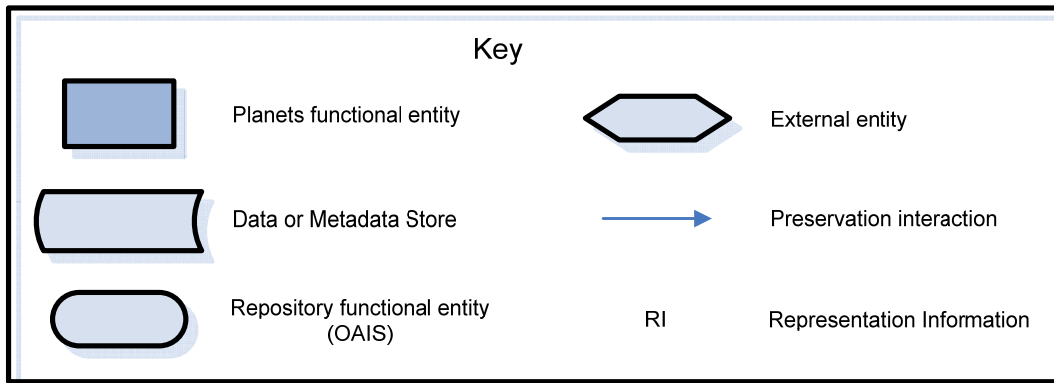 Key
Planets functional entity
External entity
Data or Metadata Store
Preservation interaction
Repository functional entity
(OAIS)
RI
Representation Information